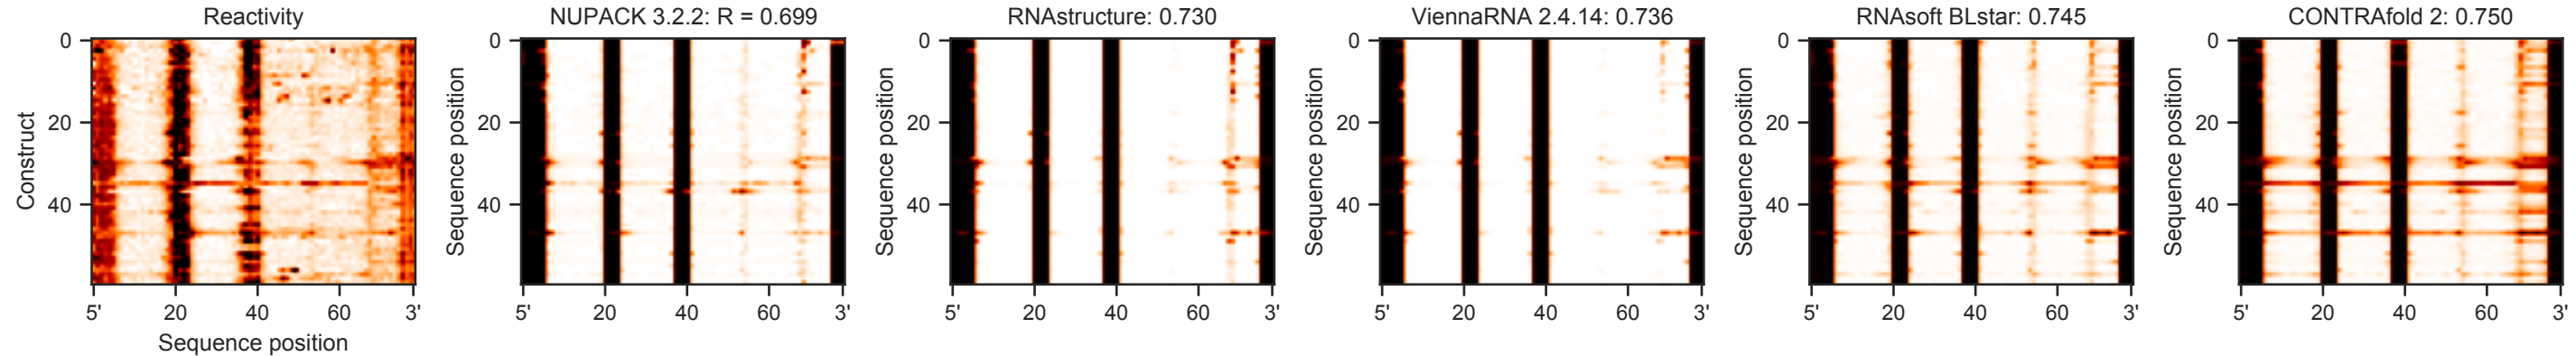 Reactivity
0
20
40
Construct
5' 20 40 60 3'
Sequence position
NUPACK 3.2.2: R = 0.699
0
20
40
Sequence position
5' 20 40 60 3'
RNAstructure: 0.730
0
20
40
Sequence position
5' 20 40 60 3'
ViennaRNA 2.4.14: 0.736
0
20
40
Sequence position
5' 20 40 60 3'
RNAsoft BLstar: 0.745
0
20
40
Sequence position
5' 20 40 60 3'
CONTRAfold 2: 0.750
0
20
40
Sequence position
5' 20 40 60 3'